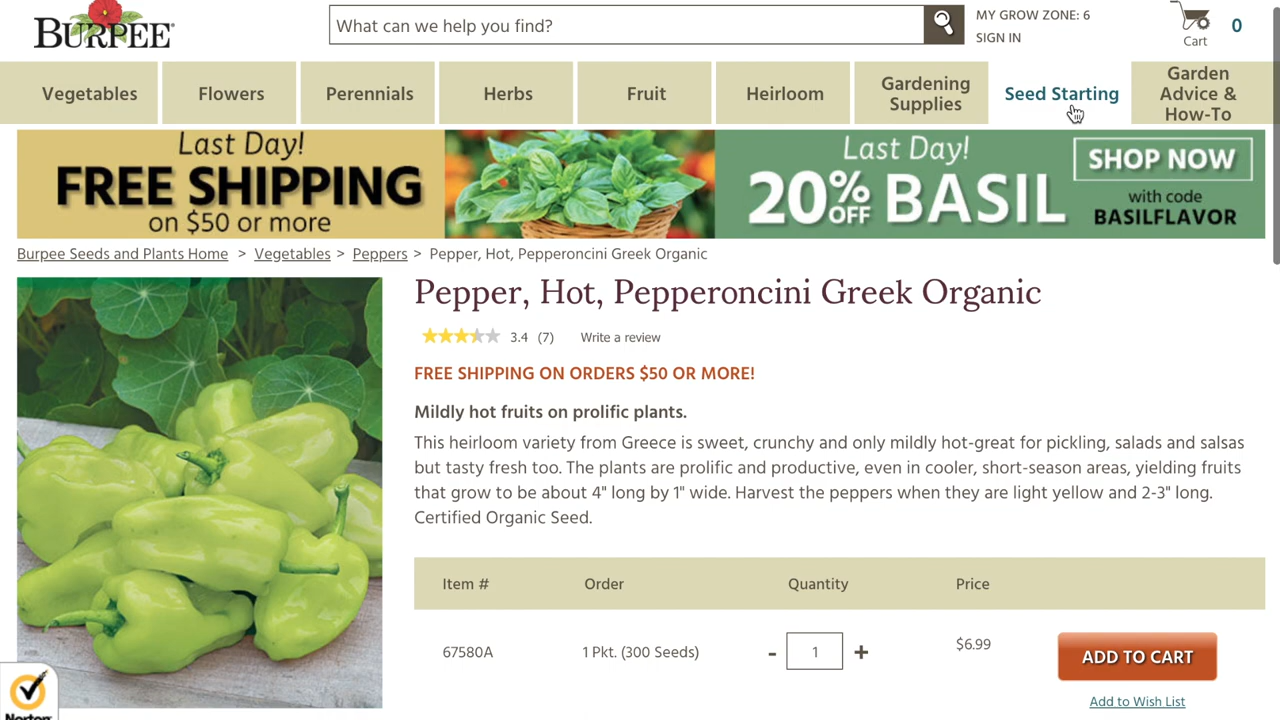 BURPEE
What can we help you find?
MY GROW ZONE: 6
SIGN IN
Cart
0
Vegetables
Flowers
Perennials
Herbs
Fruit
Heirloom
Gardening
Supplies
Seed Starting
Garden
Advice &
How-To
Last Day!
FREE SHIPPING
on $50 or more
Last Day!
20% OFF BASIL
SHOP NOW
with code
BASILFLAVOR
Burpee Seeds and Plants Home > Vegetables > Peppers > Pepper, Hot, Pepperoncini Greek Organic
Pepper, Hot, Pepperoncini Greek Organic
3.4 (7) Write a review
FREE SHIPPING ON ORDERS $50 OR MORE!
Mildly hot fruits on prolific plants.
This heirloom variety from Greece is sweet, crunchy and only mildly hot-great for pickling, salads and salsas
but tasty fresh too. The plants are prolific and productive, even in cooler, short-season areas, yielding fruits
that grow to be about 4" long by 1" wide. Harvest the peppers when they are light yellow and 2-3" long.
Certified Organic Seed.
Item # Order Quantity Price
67580A 1 Pkt. (300 Seeds) - 1 + $6.99
ADD TO CART
Add to Wish List
Norton